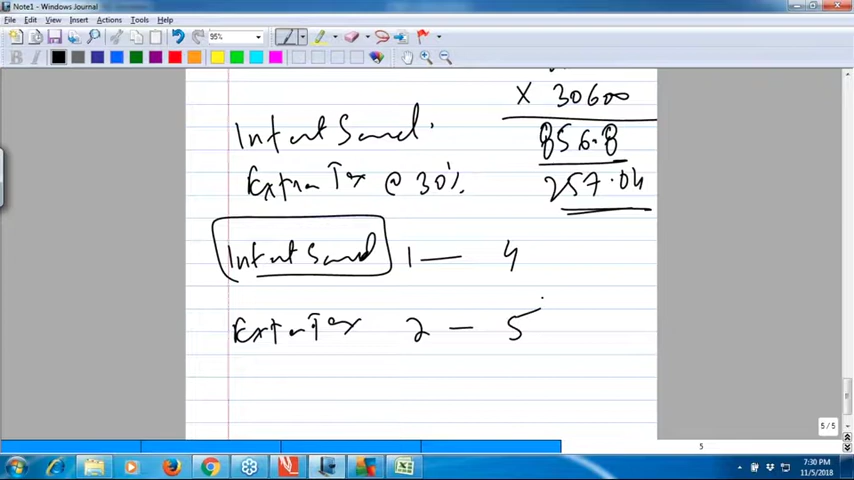 Note1 - Windows Journal
File Edit View Insert Actions Tools Help
95%
B I
X 30600
Interest Saved.
856.8
Extra Tax @ 30%
257.04
Interest Saved 1 — 4
Extra Tax 2 — 5
5/5
5
7:30 PM
11/5/2018